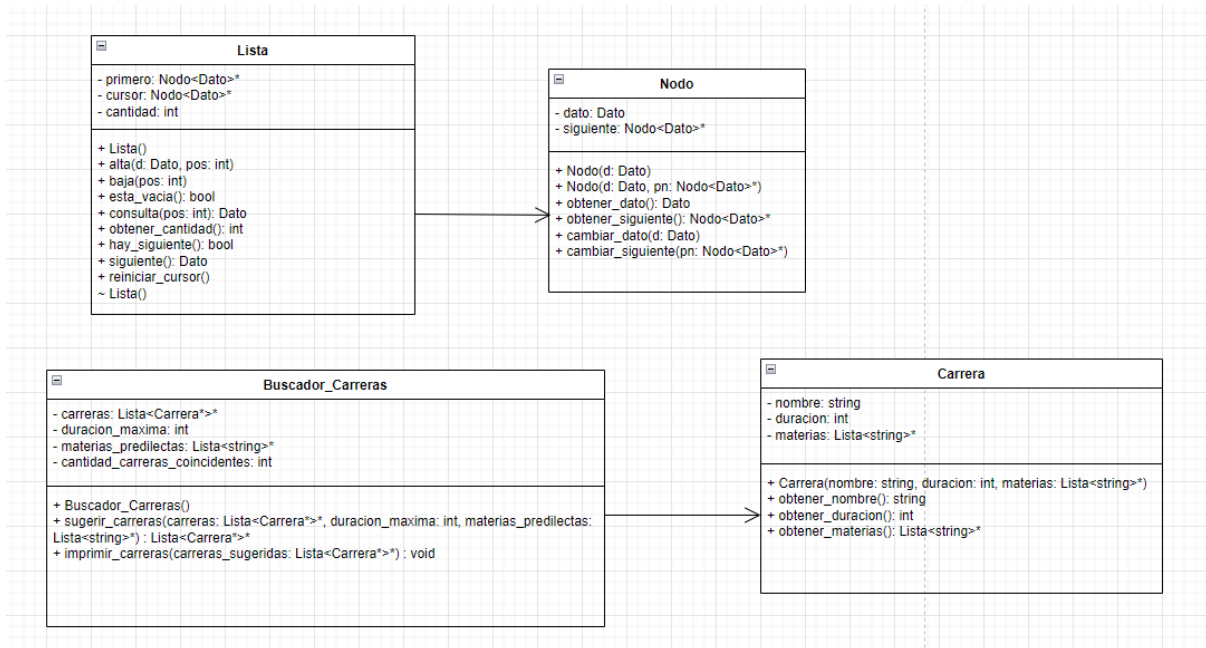 Lista
- primero: Nodo<Dato>*
- cursor: Nodo<Dato>*
- cantidad: int
+ Lista()
+ alta(d: Dato, pos: int)
+ baja(pos: int)
+ esta_vacia(): bool
+ consulta(pos: int): Dato
+ obtener_cantidad(): int
+ hay_siguiente(): bool
+ siguiente(): Dato
+ reiniciar_cursor()
~ Lista()
Nodo
- dato: Dato
- siguiente: Nodo<Dato>*
+ Nodo(d: Dato)
+ Nodo(d: Dato, pn: Nodo<Dato>*)
+ obtener_dato(): Dato
+ obtener_siguiente(): Nodo<Dato>*
+ cambiar_dato(d: Dato)
+ cambiar_siguiente(pn: Nodo<Dato>*)
Buscador_Carreras
- carreras: Lista<Carrera*>*
- duracion_maxima: int
- materias_predilectas: Lista<string>*
- cantidad_carreras_coincidentes: int
+ Buscador_Carreras()
+ sugerir_carreras(carreras: Lista<Carrera*>*, duracion_maxima: int, materias_predilectas:
Lista<string>*) : Lista<Carrera*>*
+ imprimir_carreras(carreras_sugeridas: Lista<Carrera*>*) : void
Carrera
- nombre: string
- duracion: int
- materias: Lista<string>*
+ Carrera(nombre: string, duracion: int, materias: Lista<string>*)
+ obtener_nombre(): string
+ obtener_duracion(): int
+ obtener_materias(): Lista<string>*